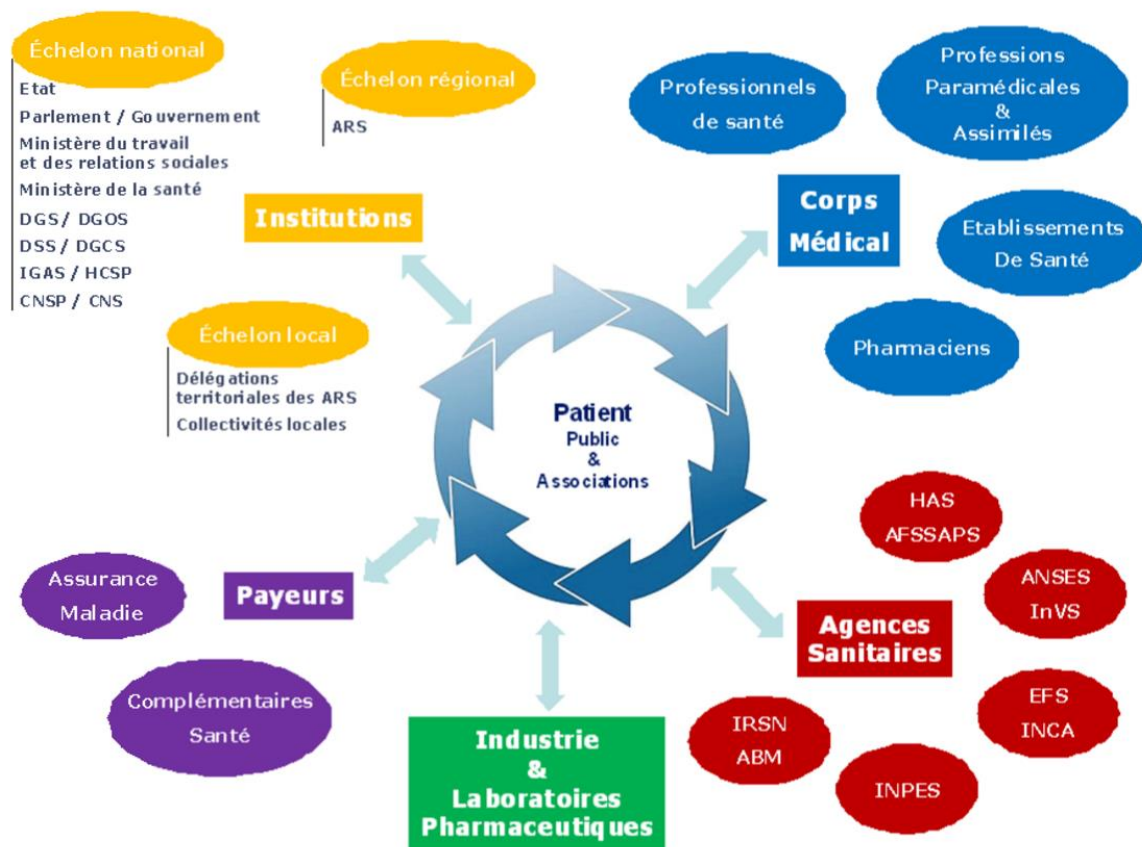 Échelon national
Etat
Parlement / Gouvernement
Ministère du travail
et des relations sociales
Ministère de la santé
DGS / DGOS
DSS / DGCS
IGAS / HCSP
CNSP / CNS
Échelon régional
ARS
Institutions
Échelon local
Délégations
territoriales des ARS
Collectivités locales
Professionnels
de santé
Professions
Paramédicales
&
Assimilés
Corps
Médical
Etablissements
De Santé
Pharmaciens
Patient
Public
&
Associations
Assurance
Maladie
Payeurs
Complémentaires
Santé
Industrie
&
Laboratoires
Pharmaceutiques
Agences
Sanitaires
HAS
AFSSAPS
ANSES
InVS
EFS
INCA
IRSN
ABM
INPES